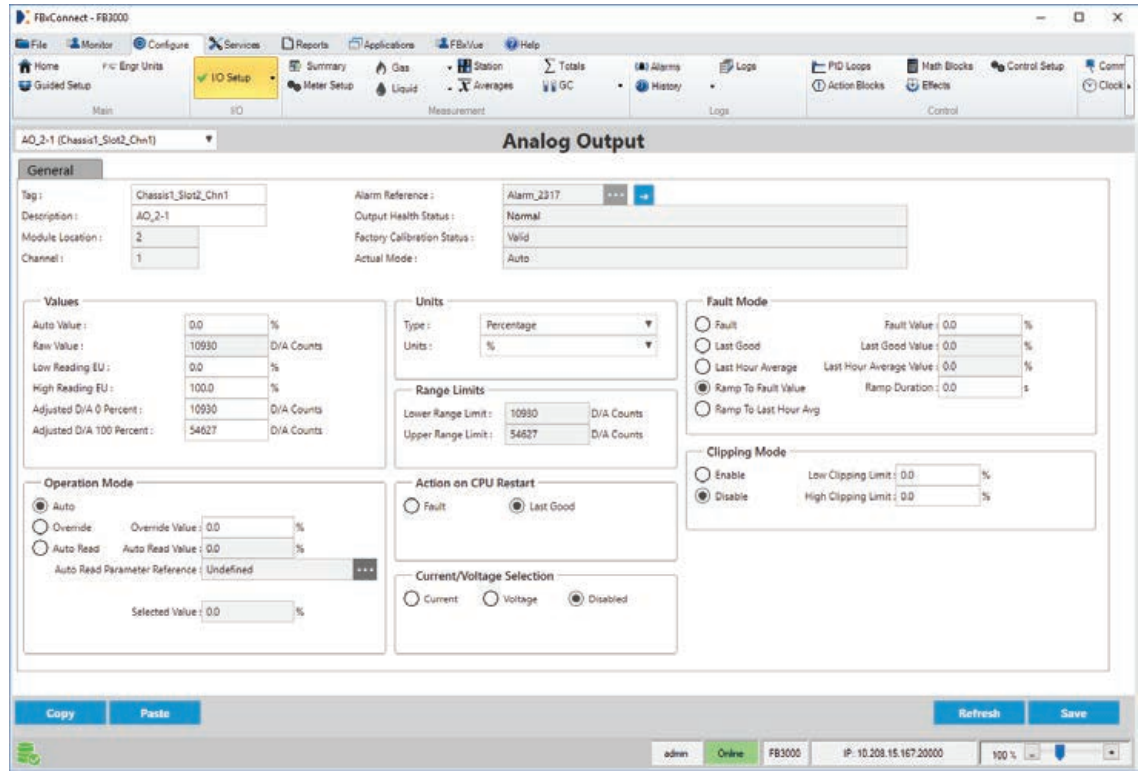 FBxConnect - FB3000
File Monitor Configure Services Reports Applications FBxVue Help
Home Engr Units I/O Setup Summary Gas Station Totals Alarms Logs PID Loops Math Blocks Control Setup Comm
Guided Setup Meter Setup Liquid Averages GC History Action Blocks Effects Clock
Main I/O Measurement Logs Control
AO_2-1 (Chassis1_Slot2_Chn1) Analog Output
General
Tag : Chassis1_Slot2_Chn1 Alarm Reference : Alarm_2317 ...
Description : AO_2-1 Output Health Status : Normal
Module Location : 2 Factory Calibration Status : Valid
Channel : 1 Actual Mode : Auto
Values
Auto Value : 0.0 %
Raw Value : 10930 D/A Counts
Low Reading EU : 0.0 %
High Reading EU : 100.0 %
Adjusted D/A 0 Percent : 10930 D/A Counts
Adjusted D/A 100 Percent : 54627 D/A Counts
Units
Type : Percentage
Units : %
Range Limits
Lower Range Limit : 10930 D/A Counts
Upper Range Limit : 54627 D/A Counts
Fault Mode
Fault Fault Value : 0.0 %
Last Good Last Good Value : 0.0 %
Last Hour Average Last Hour Average Value : 0.0 %
Ramp To Fault Value Ramp Duration : 0.0 s
Ramp To Last Hour Avg
Clipping Mode
Enable Low Clipping Limit : 0.0 %
Disable High Clipping Limit : 0.0 %
Operation Mode
Auto
Override Override Value : 0.0 %
Auto Read Auto Read Value : 0.0 %
Auto Read Parameter Reference : Undefined ...
Selected Value : 0.0 %
Action on CPU Restart
Fault Last Good
Current/Voltage Selection
Current Voltage Disabled
Copy Paste Refresh Save
admin Online FB3000 IP: 10.208.15.167.20000 100 %